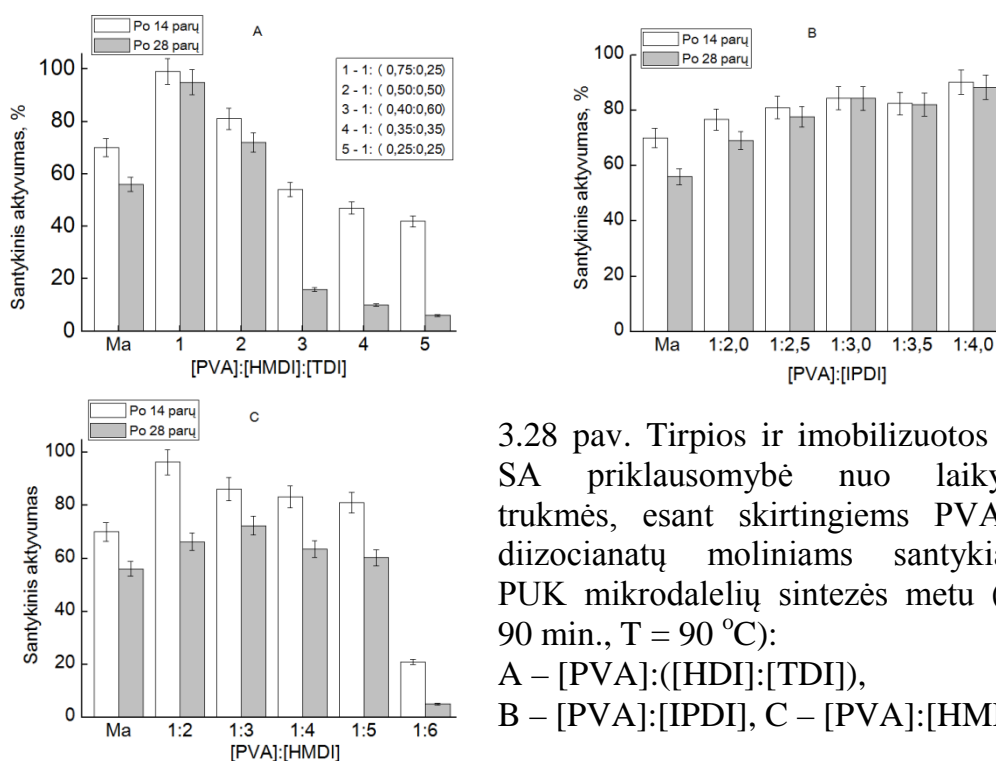 Po 14 parų
Po 28 parų
A
1 - 1: ( 0,75:0,25)
2 - 1: ( 0,50:0,50)
3 - 1: ( 0,40:0,60)
4 - 1: ( 0,35:0,35)
5 - 1: ( 0,25:0,25)
Santykinis aktyvumas, %
100
80
60
40
20
0
Ma 1 2 3 4 5
[PVA]:[HMDI]:[TDI]
Po 14 parų
Po 28 parų
B
Santykinis aktyvumas, %
100
80
60
40
20
0
Ma 1:2,0 1:2,5 1:3,0 1:3,5 1:4,0
[PVA]:[IPDI]
Po 14 parų
Po 28 parų
C
Santykinis aktyvumas
100
80
60
40
20
0
Ma 1:2 1:3 1:4 1:5 1:6
[PVA]:[HMDI]
3.28 pav. Tirpios ir imobilizuotos
SA priklausomybė nuo laiky
trukmės, esant skirtingiems PVA
diizocianatų moliniams santykia
PUK mikrodalelių sintezės metu (
90 min., T = 90 °C):
A – [PVA]:([HDI]:[TDI]),
B – [PVA]:[IPDI], C – [PVA]:[HM